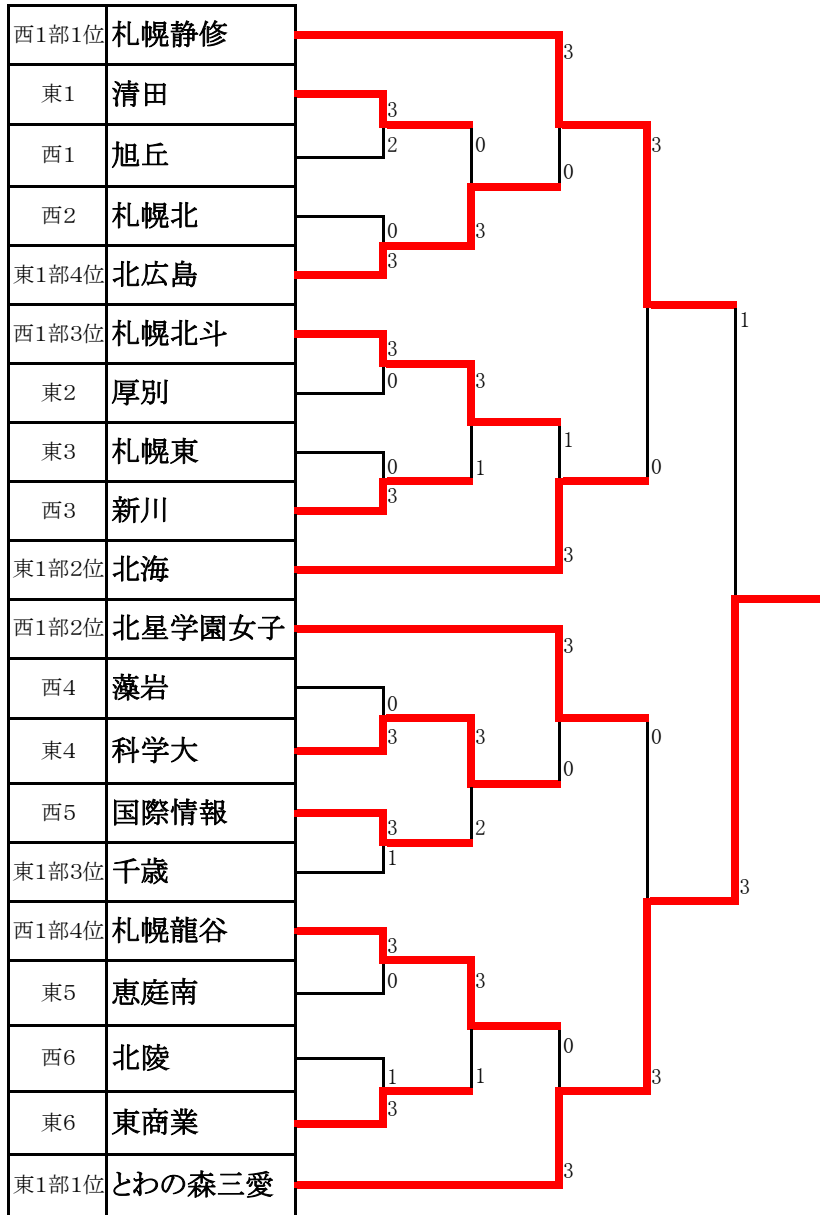 西1部1位 札幌静修
3
東1 清田
3
2
0
3
西1 旭丘
0
西2 札幌北
0
3
3
東1部4位 北広島
西1部3位 札幌北斗
1
3
0
3
東2 厚別
1
東3 札幌東
0
3
1
0
西3 新川
東1部2位 北海
3
西1部2位 北星学園女子
3
西4 藻岩
0
3
3
0
東4 科学大
0
西5 国際情報
3
1
2
東1部3位 千歳
3
西1部4位 札幌龍谷
3
0
3
東5 恵庭南
0
西6 北陵
1
3
1
3
東6 東商業
東1部1位 とわの森三愛
3